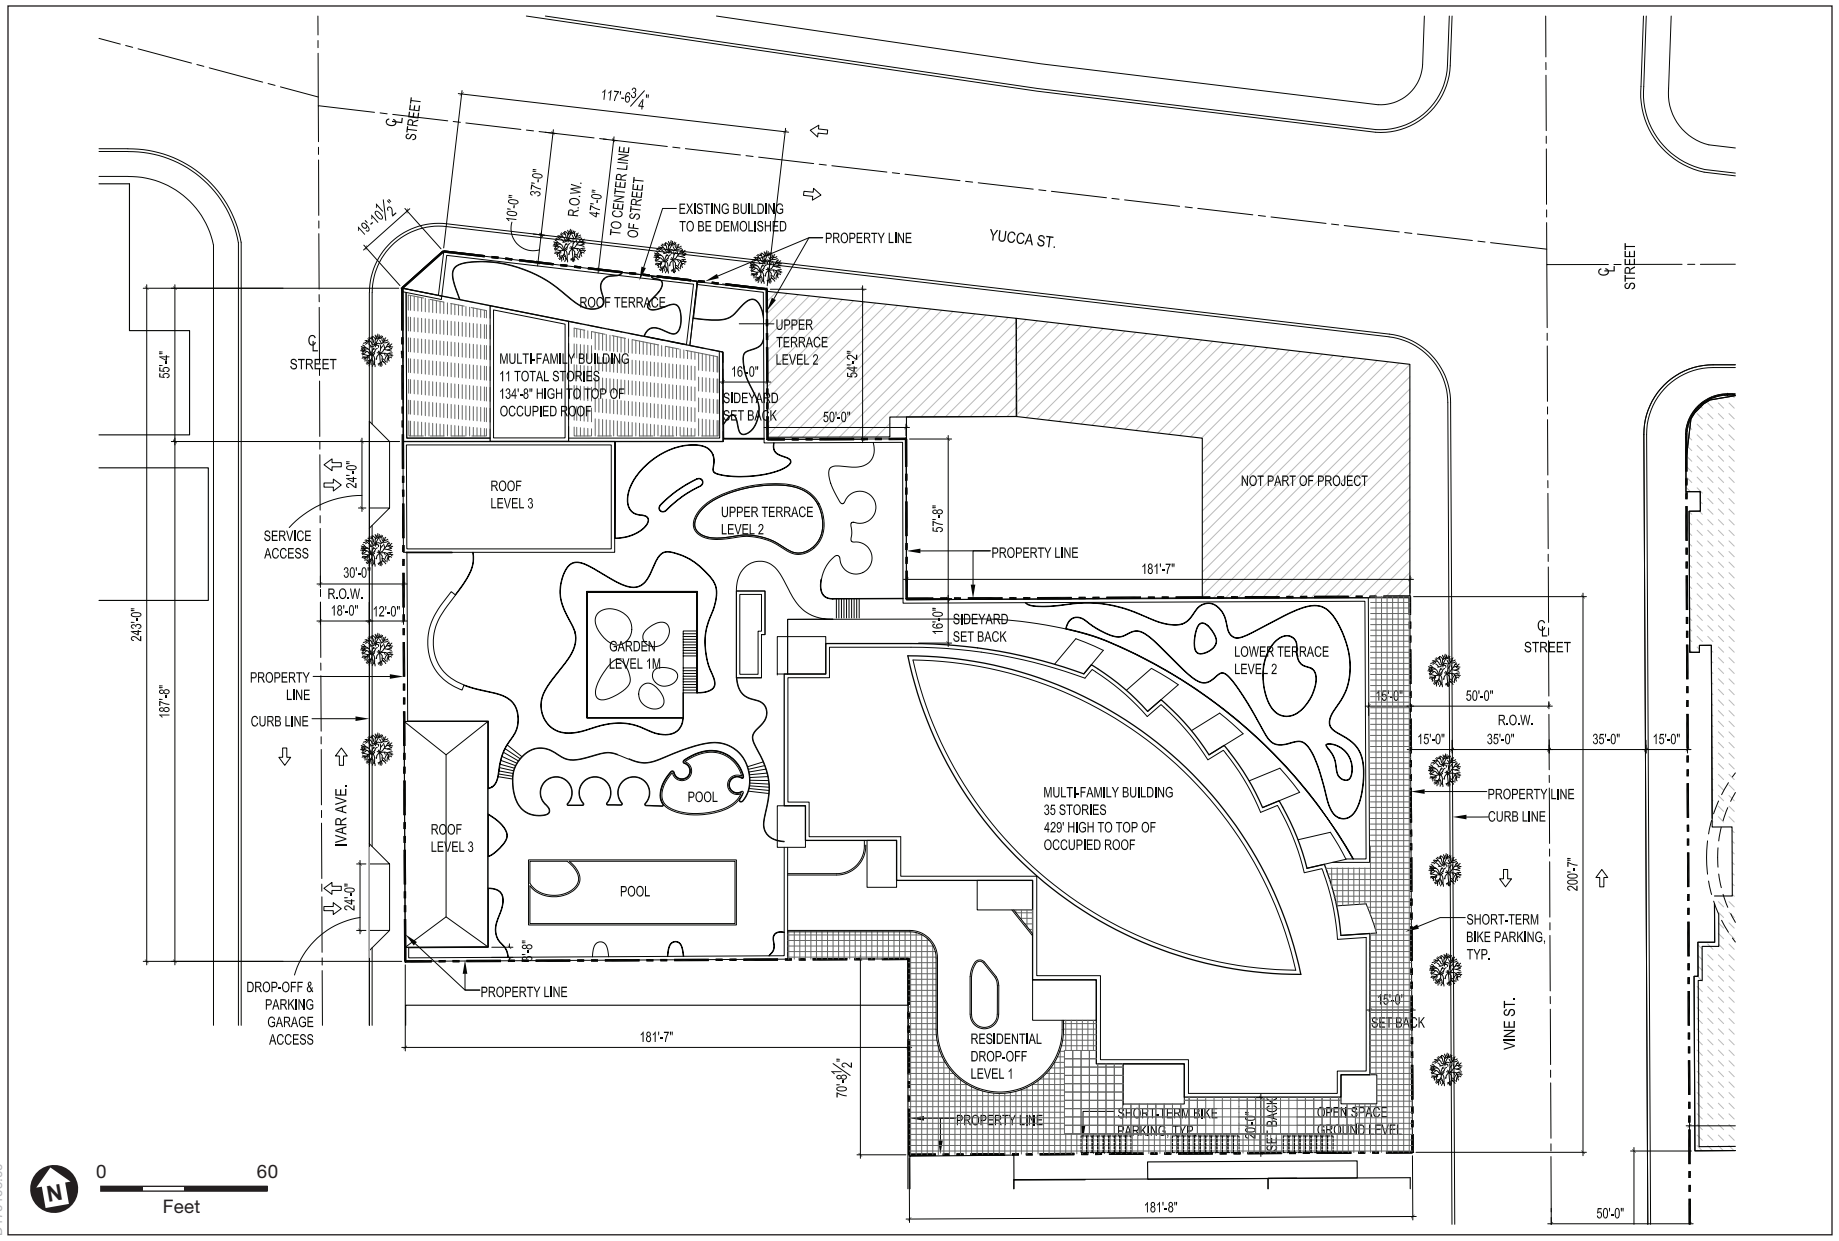 117'-6 3/4"
C L
STREET
37'-0"
R.O.W.
47'-0"
TO CENTER LINE
OF STREET
10'-0"
19'-10 1/2"
EXISTING BUILDING
TO BE DEMOLISHED
PROPERTY LINE
YUCCA ST.
C L
STREET
ROOF TERRACE
UPPER
TERRACE
LEVEL 2
C L
STREET
55'-4"
MULTI-FAMILY BUILDING
11 TOTAL STORIES
134'-8" HIGH TO TOP OF
OCCUPIED ROOF
16'-0"
SIDEYARD
SET BACK
54'-2"
50'-0"
24'-0"
SERVICE
ACCESS
ROOF
LEVEL 3
UPPER TERRACE
LEVEL 2
57'-8"
NOT PART OF PROJECT
PROPERTY LINE
181'-7"
30'-0"
R.O.W.
18'-0"
12'-0"
243'-0"
187'-8"
16'-0"
SIDEYARD
SET BACK
GARDEN
LEVEL 1M
LOWER TERRACE
LEVEL 2
C L
STREET
PROPERTY
LINE
CURB LINE
15'-0"
50'-0"
R.O.W.
15'-0"
35'-0"
35'-0"
15'-0"
IVAR AVE.
ROOF
LEVEL 3
POOL
POOL
MULTI-FAMILY BUILDING
35 STORIES
429' HIGH TO TOP OF
OCCUPIED ROOF
PROPERTY LINE
CURB LINE
200'-7"
24'-0"
SHORT-TERM
BIKE PARKING,
TYP.
DROP-OFF &
PARKING
GARAGE
ACCESS
PROPERTY LINE
181'-7"
15'-0"
SET BACK
VINE ST.
RESIDENTIAL
DROP-OFF
LEVEL 1
70'-8 1/2"
PROPERTY LINE
SHORT-TERM BIKE
PARKING, TYP.
20'-0"
SET BACK
OPEN SPACE
GROUND LEVEL
181'-8"
50'-0"
N
0 60
Feet